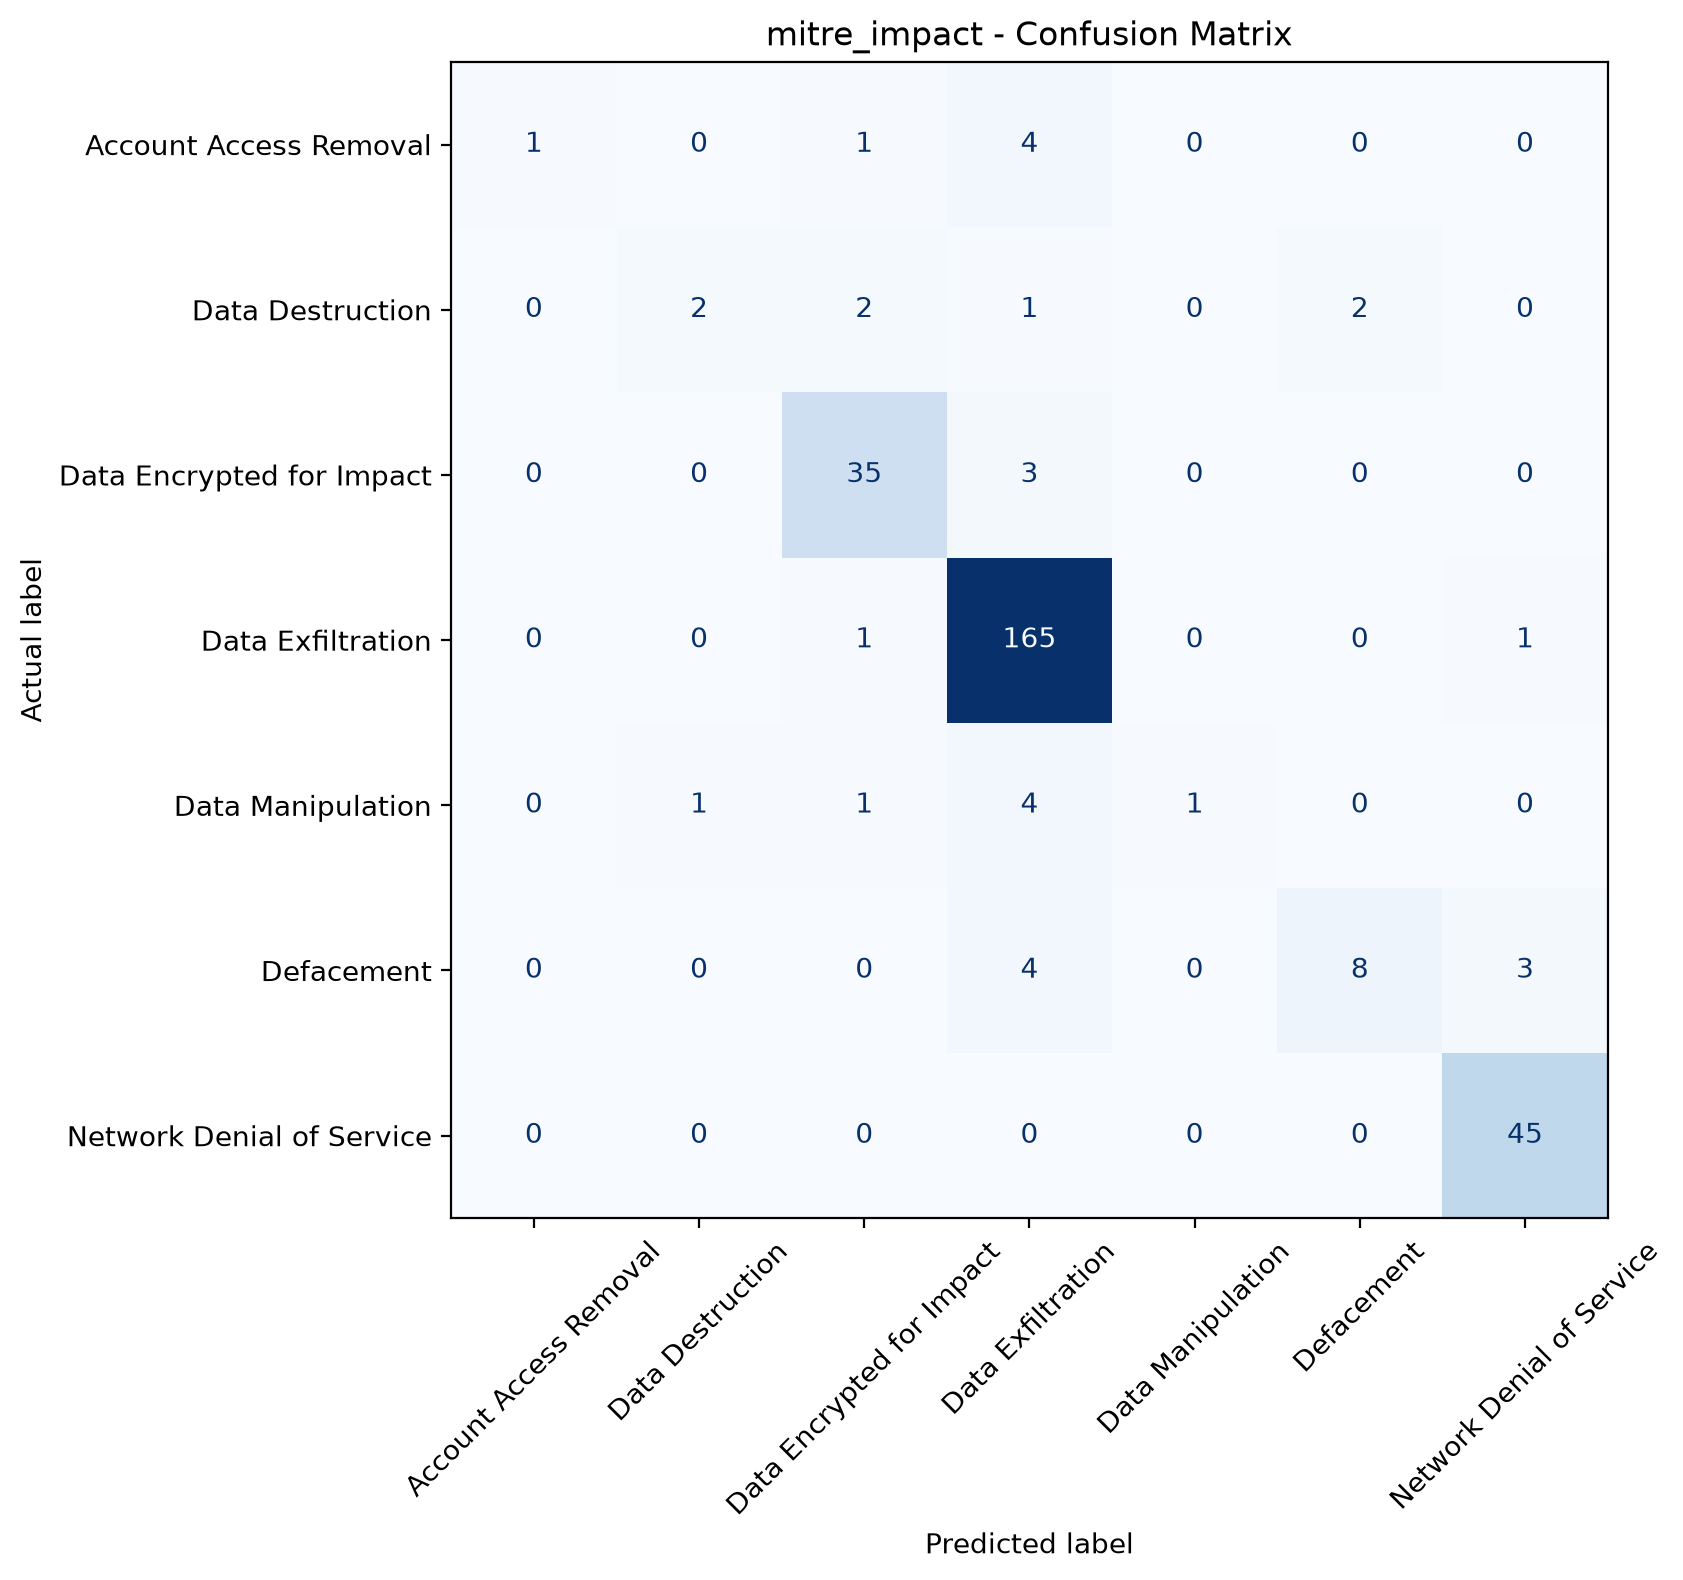 mitre_impact - Confusion Matrix
Account Access Removal 1 0 1 4 0 0 0
Data Destruction 0 2 2 1 0 2 0
Data Encrypted for Impact 0 0 35 3 0 0 0
Data Exfiltration 0 0 1 165 0 0 1
Data Manipulation 0 1 1 4 1 0 0
Defacement 0 0 0 4 0 8 3
Network Denial of Service 0 0 0 0 0 0 45
Actual label
Account Access Removal
Data Destruction
Data Encrypted for Impact
Data Exfiltration
Data Manipulation
Defacement
Network Denial of Service
Predicted label